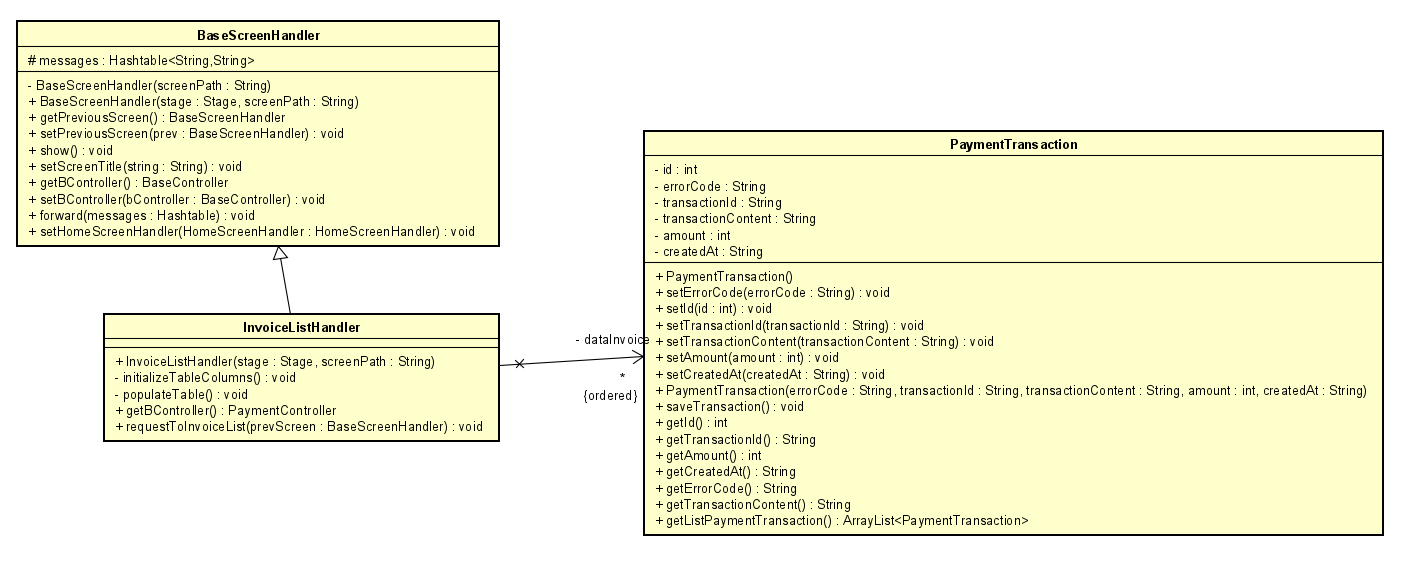 BaseScreenHandler
# messages : Hashtable<String,String>
- BaseScreenHandler(screenPath : String)
+ BaseScreenHandler(stage : Stage, screenPath : String)
+ getPreviousScreen() : BaseScreenHandler
+ setPreviousScreen(prev : BaseScreenHandler) : void
+ show() : void
+ setScreenTitle(string : String) : void
+ getBController() : BaseController
+ setBController(bController : BaseController) : void
+ forward(messages : Hashtable) : void
+ setHomeScreenHandler(HomeScreenHandler : HomeScreenHandler) : void
InvoiceListHandler
+ InvoiceListHandler(stage : Stage, screenPath : String)
- initializeTableColumns() : void
- populateTable() : void
+ getBController() : PaymentController
+ requestToInvoiceList(prevScreen : BaseScreenHandler) : void
- dataInvoice
*
{ordered}
PaymentTransaction
- id : int
- errorCode : String
- transactionId : String
- transactionContent : String
- amount : int
- createdAt : String
+ PaymentTransaction()
+ setErrorCode(errorCode : String) : void
+ setId(id : int) : void
+ setTransactionId(transactionId : String) : void
+ setTransactionContent(transactionContent : String) : void
+ setAmount(amount : int) : void
+ setCreatedAt(createdAt : String) : void
+ PaymentTransaction(errorCode : String, transactionId : String, transactionContent : String, amount : int, createdAt : String)
+ saveTransaction() : void
+ getId() : int
+ getTransactionId() : String
+ getAmount() : int
+ getCreatedAt() : String
+ getErrorCode() : String
+ getTransactionContent() : String
+ getListPaymentTransaction() : ArrayList<PaymentTransaction>